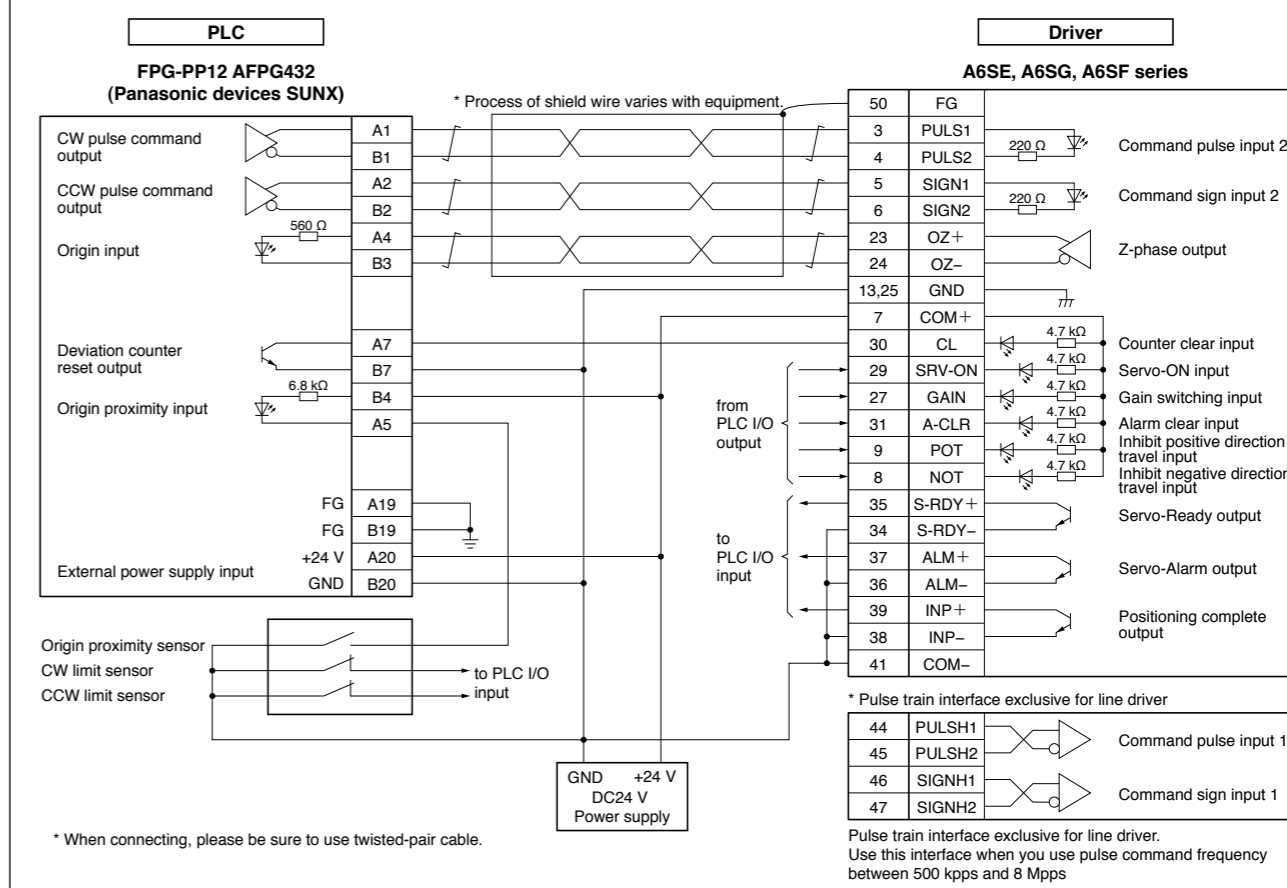 PLC
Driver
FPG-PP12 AFPG432
(Panasonic devices SUNX)
A6SE, A6SG, A6SF series
* Process of shield wire varies with equipment.
CW pulse command
output
A1
B1
CCW pulse command
output
A2
B2
Origin input
560 Ω
A4
B3
Deviation counter
reset output
A7
B7
Origin proximity input
6.8 kΩ
B4
A5
FG A19
FG B19
External power supply input
+24 V A20
GND B20
Origin proximity sensor
CW limit sensor
CCW limit sensor
to PLC I/O
input
from
PLC I/O
output
to
PLC I/O
input
GND +24 V
DC24 V
Power supply
50 FG
3 PULS1
4 PULS2
220 Ω
Command pulse input 2
5 SIGN1
6 SIGN2
220 Ω
Command sign input 2
23 OZ+
24 OZ−
Z-phase output
13,25 GND
7 COM+
30 CL 4.7 kΩ Counter clear input
29 SRV-ON 4.7 kΩ Servo-ON input
27 GAIN 4.7 kΩ Gain switching input
31 A-CLR 4.7 kΩ Alarm clear input
9 POT 4.7 kΩ Inhibit positive direction
travel input
8 NOT 4.7 kΩ Inhibit negative direction
travel input
35 S-RDY+
34 S-RDY−
Servo-Ready output
37 ALM+
36 ALM−
Servo-Alarm output
39 INP+
38 INP−
Positioning complete
output
41 COM−
* Pulse train interface exclusive for line driver
44 PULSH1
45 PULSH2
Command pulse input 1
46 SIGNH1
47 SIGNH2
Command sign input 1
* When connecting, please be sure to use twisted-pair cable.
Pulse train interface exclusive for line driver.
Use this interface when you use pulse command frequency
between 500 kpps and 8 Mpps